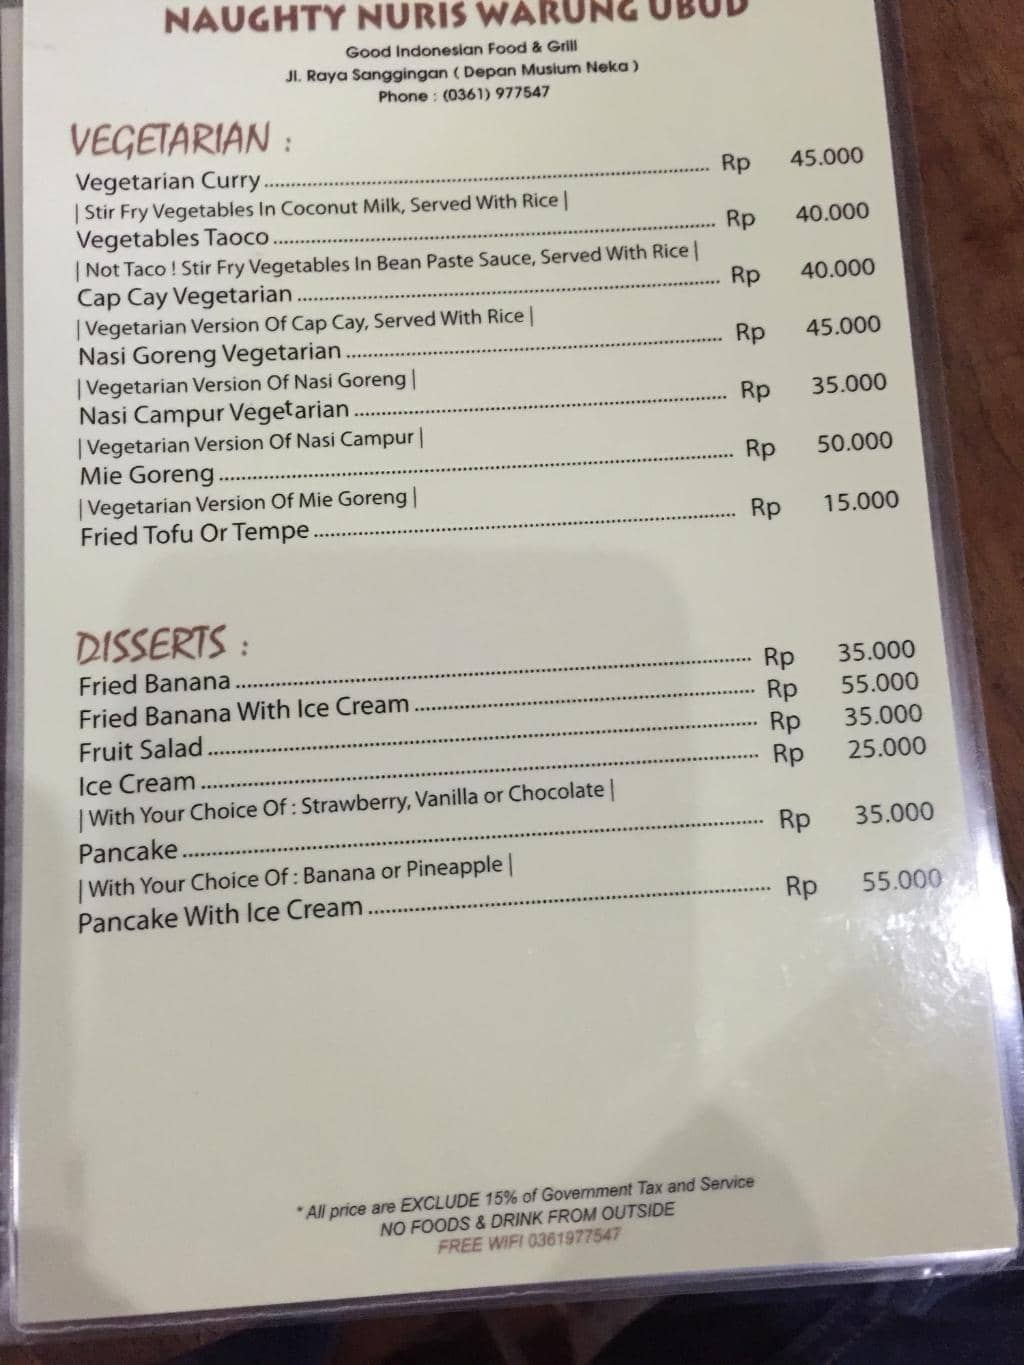 NAUGHTY NURIS WARUNG UBUD
Good Indonesian Food & Grill
Jl. Raya Sanggingan ( Depan Musium Neka )
Phone : (0361) 977547
VEGETARIAN :
Vegetarian Curry Rp 45.000
| Stir Fry Vegetables In Coconut Milk, Served With Rice |
Vegetables Taoco Rp 40.000
| Not Taco ! Stir Fry Vegetables In Bean Paste Sauce, Served With Rice |
Cap Cay Vegetarian Rp 40.000
| Vegetarian Version Of Cap Cay, Served With Rice |
Nasi Goreng Vegetarian Rp 45.000
| Vegetarian Version Of Nasi Goreng |
Nasi Campur Vegetarian Rp 35.000
| Vegetarian Version Of Nasi Campur |
Mie Goreng Rp 50.000
| Vegetarian Version Of Mie Goreng |
Fried Tofu Or Tempe Rp 15.000
DISSERTS :
Fried Banana Rp 35.000
Fried Banana With Ice Cream Rp 55.000
Fruit Salad Rp 35.000
Ice Cream Rp 25.000
| With Your Choice Of : Strawberry, Vanilla or Chocolate |
Pancake Rp 35.000
| With Your Choice Of : Banana or Pineapple |
Pancake With Ice Cream Rp 55.000
* All price are EXCLUDE 15% of Government Tax and Service
NO FOODS & DRINK FROM OUTSIDE
FREE WIFI 0361977547